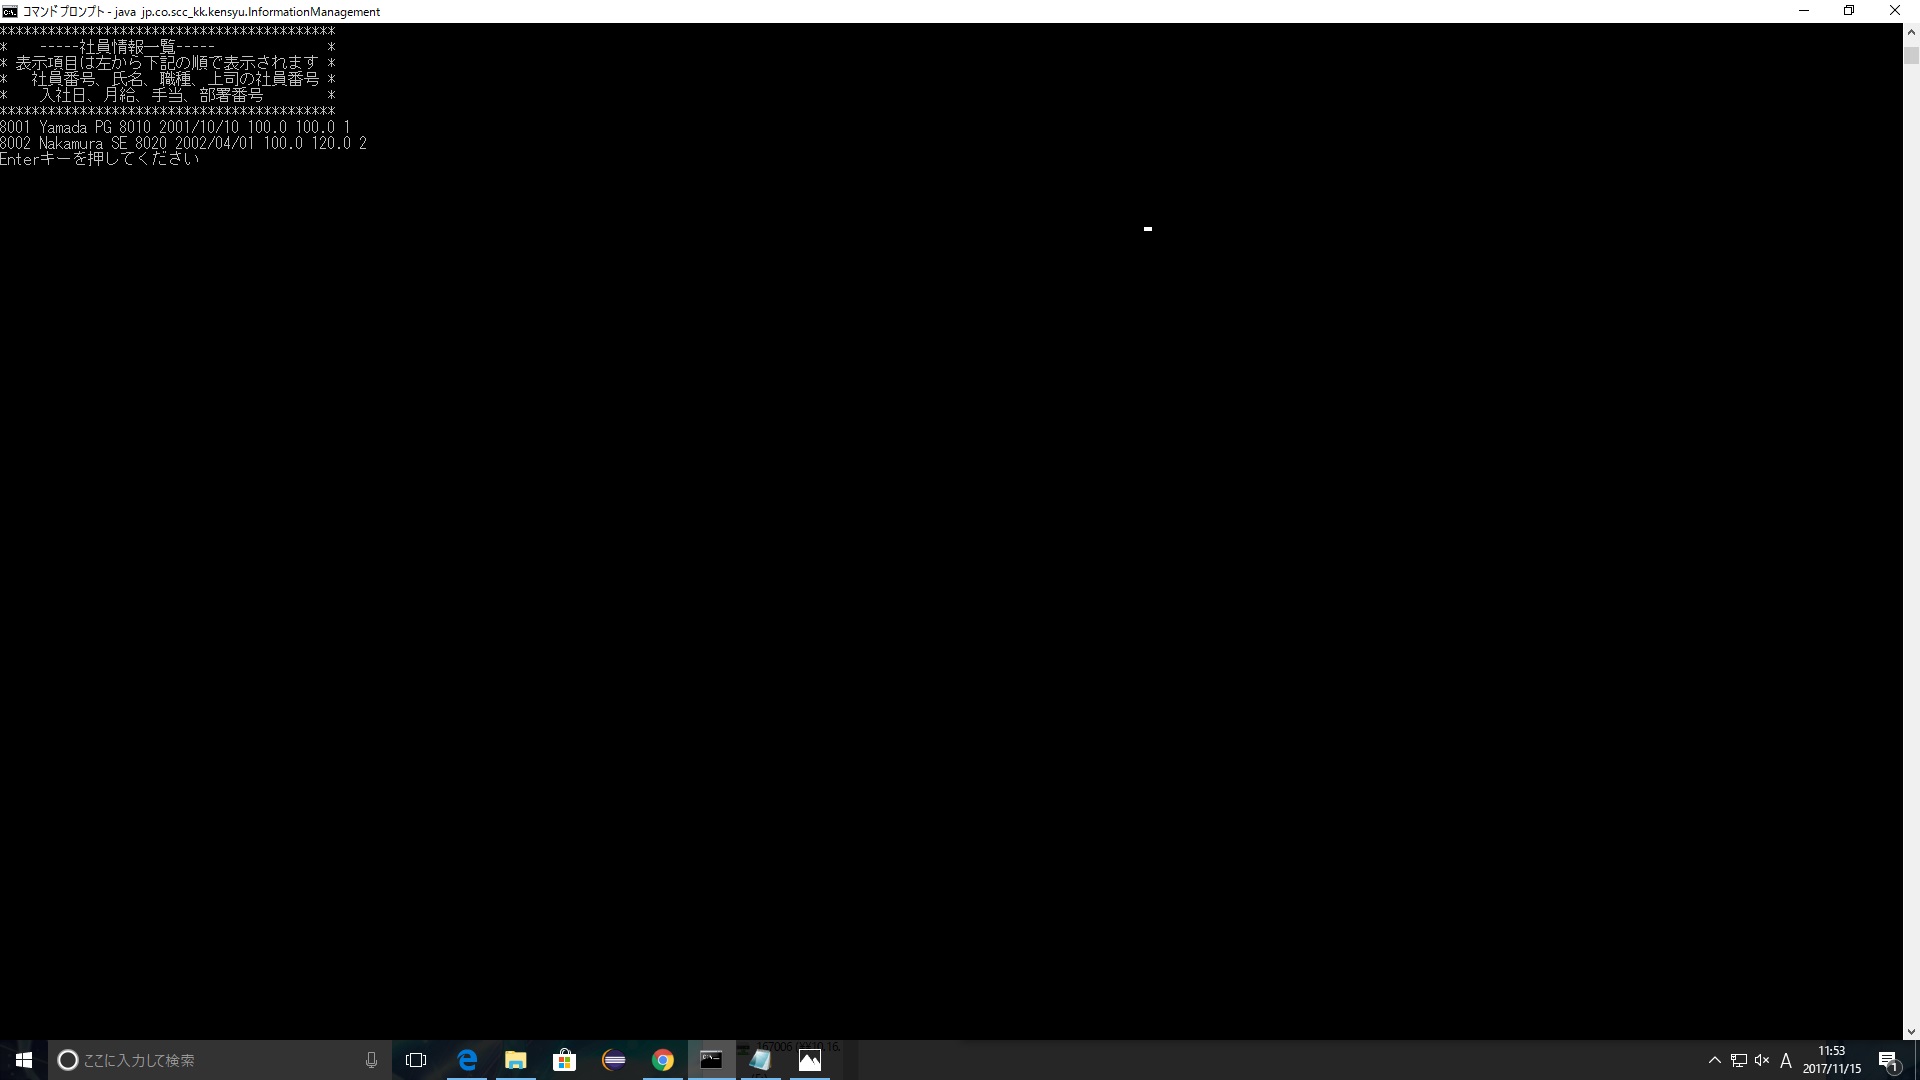 コマンドプロンプト - java  jp.co.scc_kk.kensyu.InformationManagement
******************************************
*    -----社員情報一覧-----              *
* 表示項目は左から下記の順で表示されます *
*   社員番号、氏名、職種、上司の社員番号 *
*    入社日、月給、手当、部署番号        *
******************************************
8001 Yamada PG 8010 2001/10/10 100.0 100.0 1
8002 Nakamura SE 8020 2002/04/01 100.0 120.0 2
Enterキーを押してください
ここに入力して検索
A
11:53
2017/11/15
1